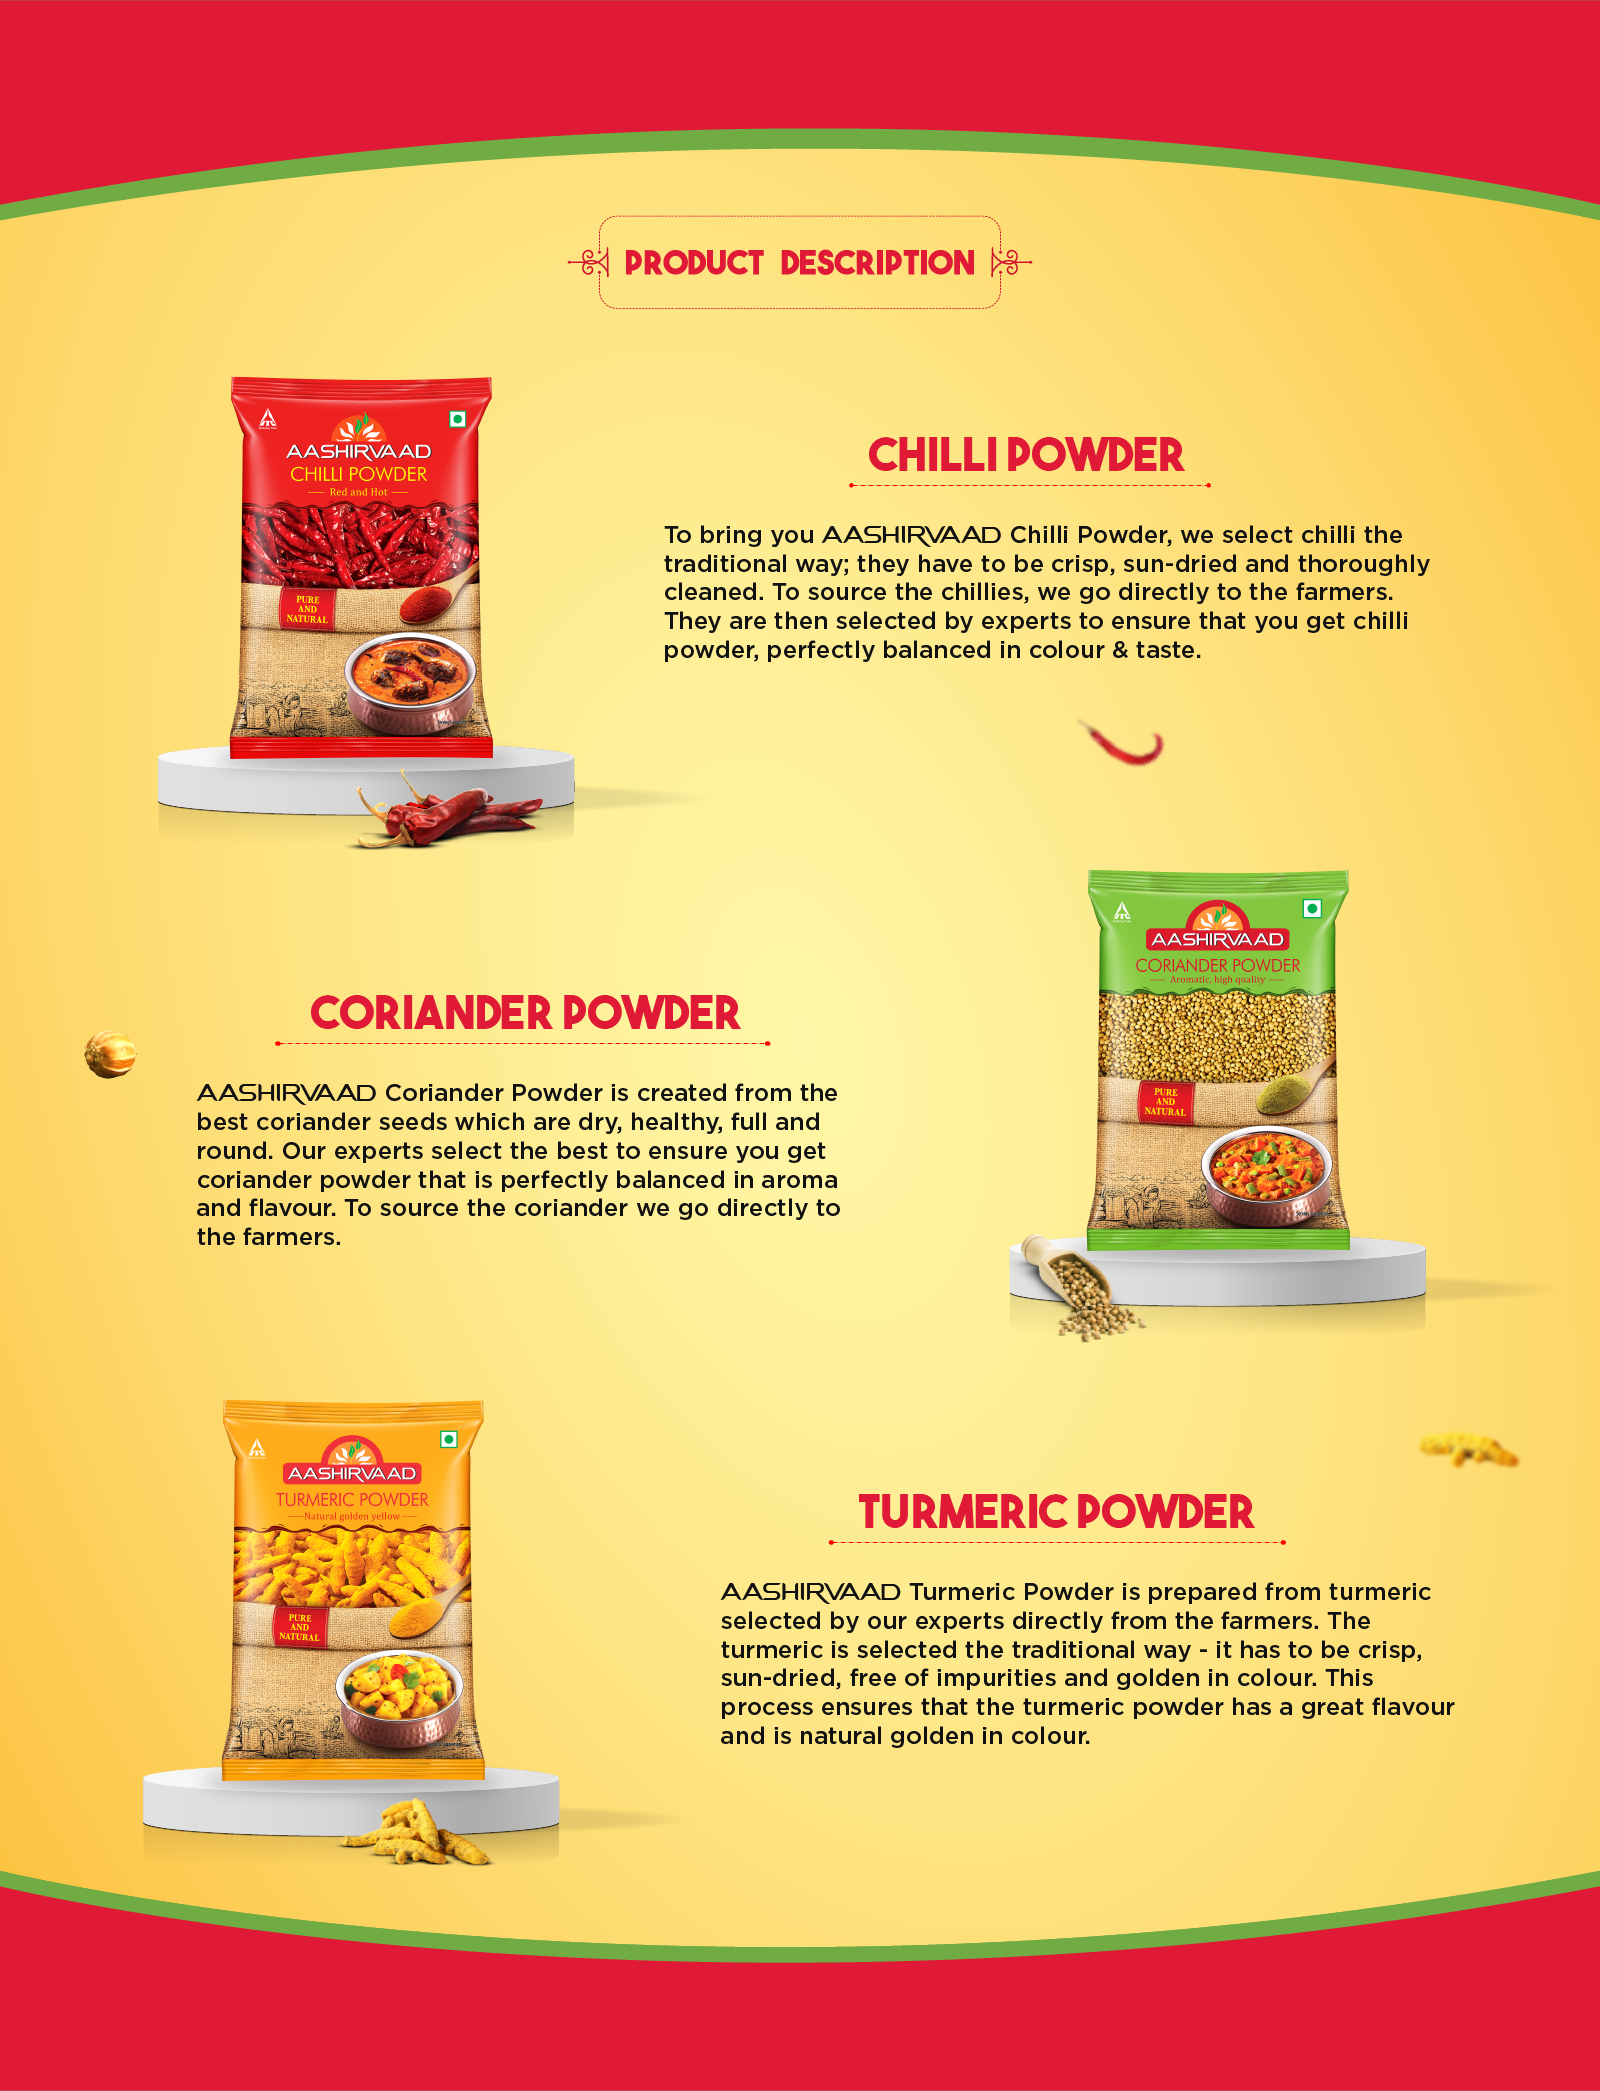 PRODUCT DESCRIPTION
AASHIRVAAD
CHILLI POWDER
Red and Hot
PURE
AND
NATURAL
CHILLI POWDER
To bring you AASHIRVAAD Chilli Powder, we select chilli the
traditional way; they have to be crisp, sun-dried and thoroughly
cleaned. To source the chillies, we go directly to the farmers.
They are then selected by experts to ensure that you get chilli
powder, perfectly balanced in colour & taste.
CORIANDER POWDER
AASHIRVAAD Coriander Powder is created from the
best coriander seeds which are dry, healthy, full and
round. Our experts select the best to ensure you get
coriander powder that is perfectly balanced in aroma
and flavour. To source the coriander we go directly to
the farmers.
AASHIRVAAD
CORIANDER POWDER
Aromatic, high quality
PURE
AND
NATURAL
AASHIRVAAD
TURMERIC POWDER
Natural golden yellow
PURE
AND
NATURAL
TURMERIC POWDER
AASHIRVAAD Turmeric Powder is prepared from turmeric
selected by our experts directly from the farmers. The
turmeric is selected the traditional way - it has to be crisp,
sun-dried, free of impurities and golden in colour. This
process ensures that the turmeric powder has a great flavour
and is natural golden in colour.